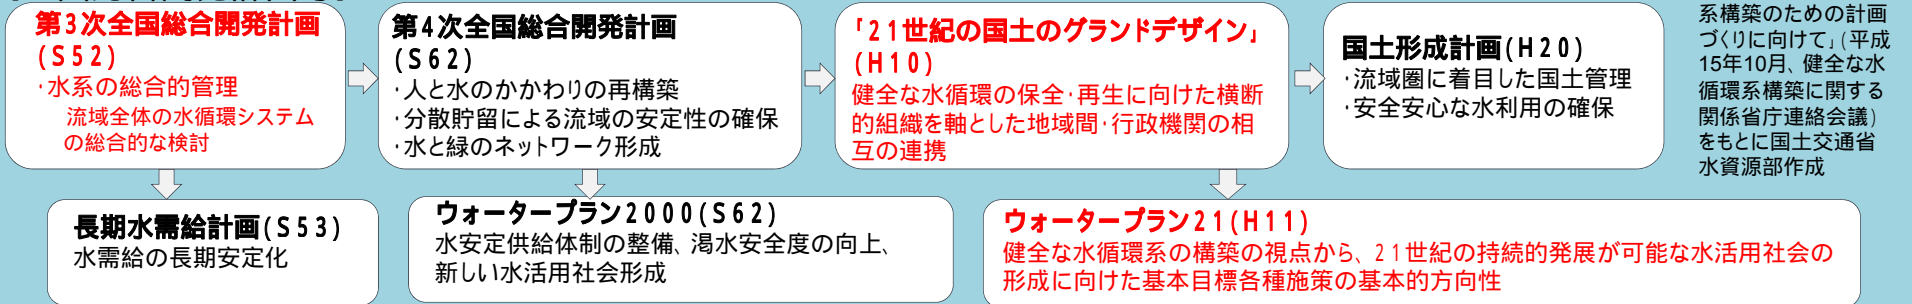 第3次全国総合開発計画
(S52)
・水系の総合的管理
流域全体の水循環システム
の総合的な検討
第4次全国総合開発計画
(S62)
・人と水のかかわりの再構築
・分散貯留による流域の安定性の確保
・水と緑のネットワーク形成
「21世紀の国土のグランドデザイン」
(H10)
健全な水循環の保全・再生に向けた横断
的組織を軸とした地域間・行政機関の相
互の連携
国土形成計画(H20)
・流域圏に着目した国土管理
・安全安心な水利用の確保
系構築のための計画
づくりに向けて」(平成
15年10月、健全な水
循環系構築に関する
関係省庁連絡会議)
をもとに国土交通省
水資源部作成
長期水需給計画(S53)
水需給の長期安定化
ウォータープラン2000(S62)
水安定供給体制の整備、渇水安全度の向上、
新しい水活用社会形成
ウォータープラン21(H11)
健全な水循環系の構築の視点から、21世紀の持続的発展が可能な水活用社会の
形成に向けた基本目標各種施策の基本的方向性